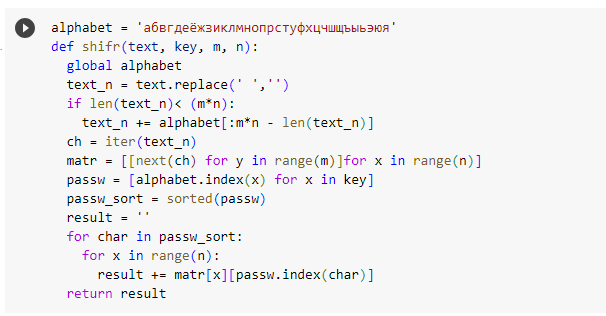 alphabet = 'абвгдеёжзиклмнопрстуфхцчшщъыьэюя'
def shifr(text, key, m, n):
  global alphabet
  text_n = text.replace(' ','')
  if len(text_n)< (m*n):
    text_n += alphabet[:m*n - len(text_n)]
  ch = iter(text_n)
  matr = [[next(ch) for y in range(m)]for x in range(n)]
  passw = [alphabet.index(x) for x in key]
  passw_sort = sorted(passw)
  result = ''
  for char in passw_sort:
    for x in range(n):
      result += matr[x][passw.index(char)]
  return result